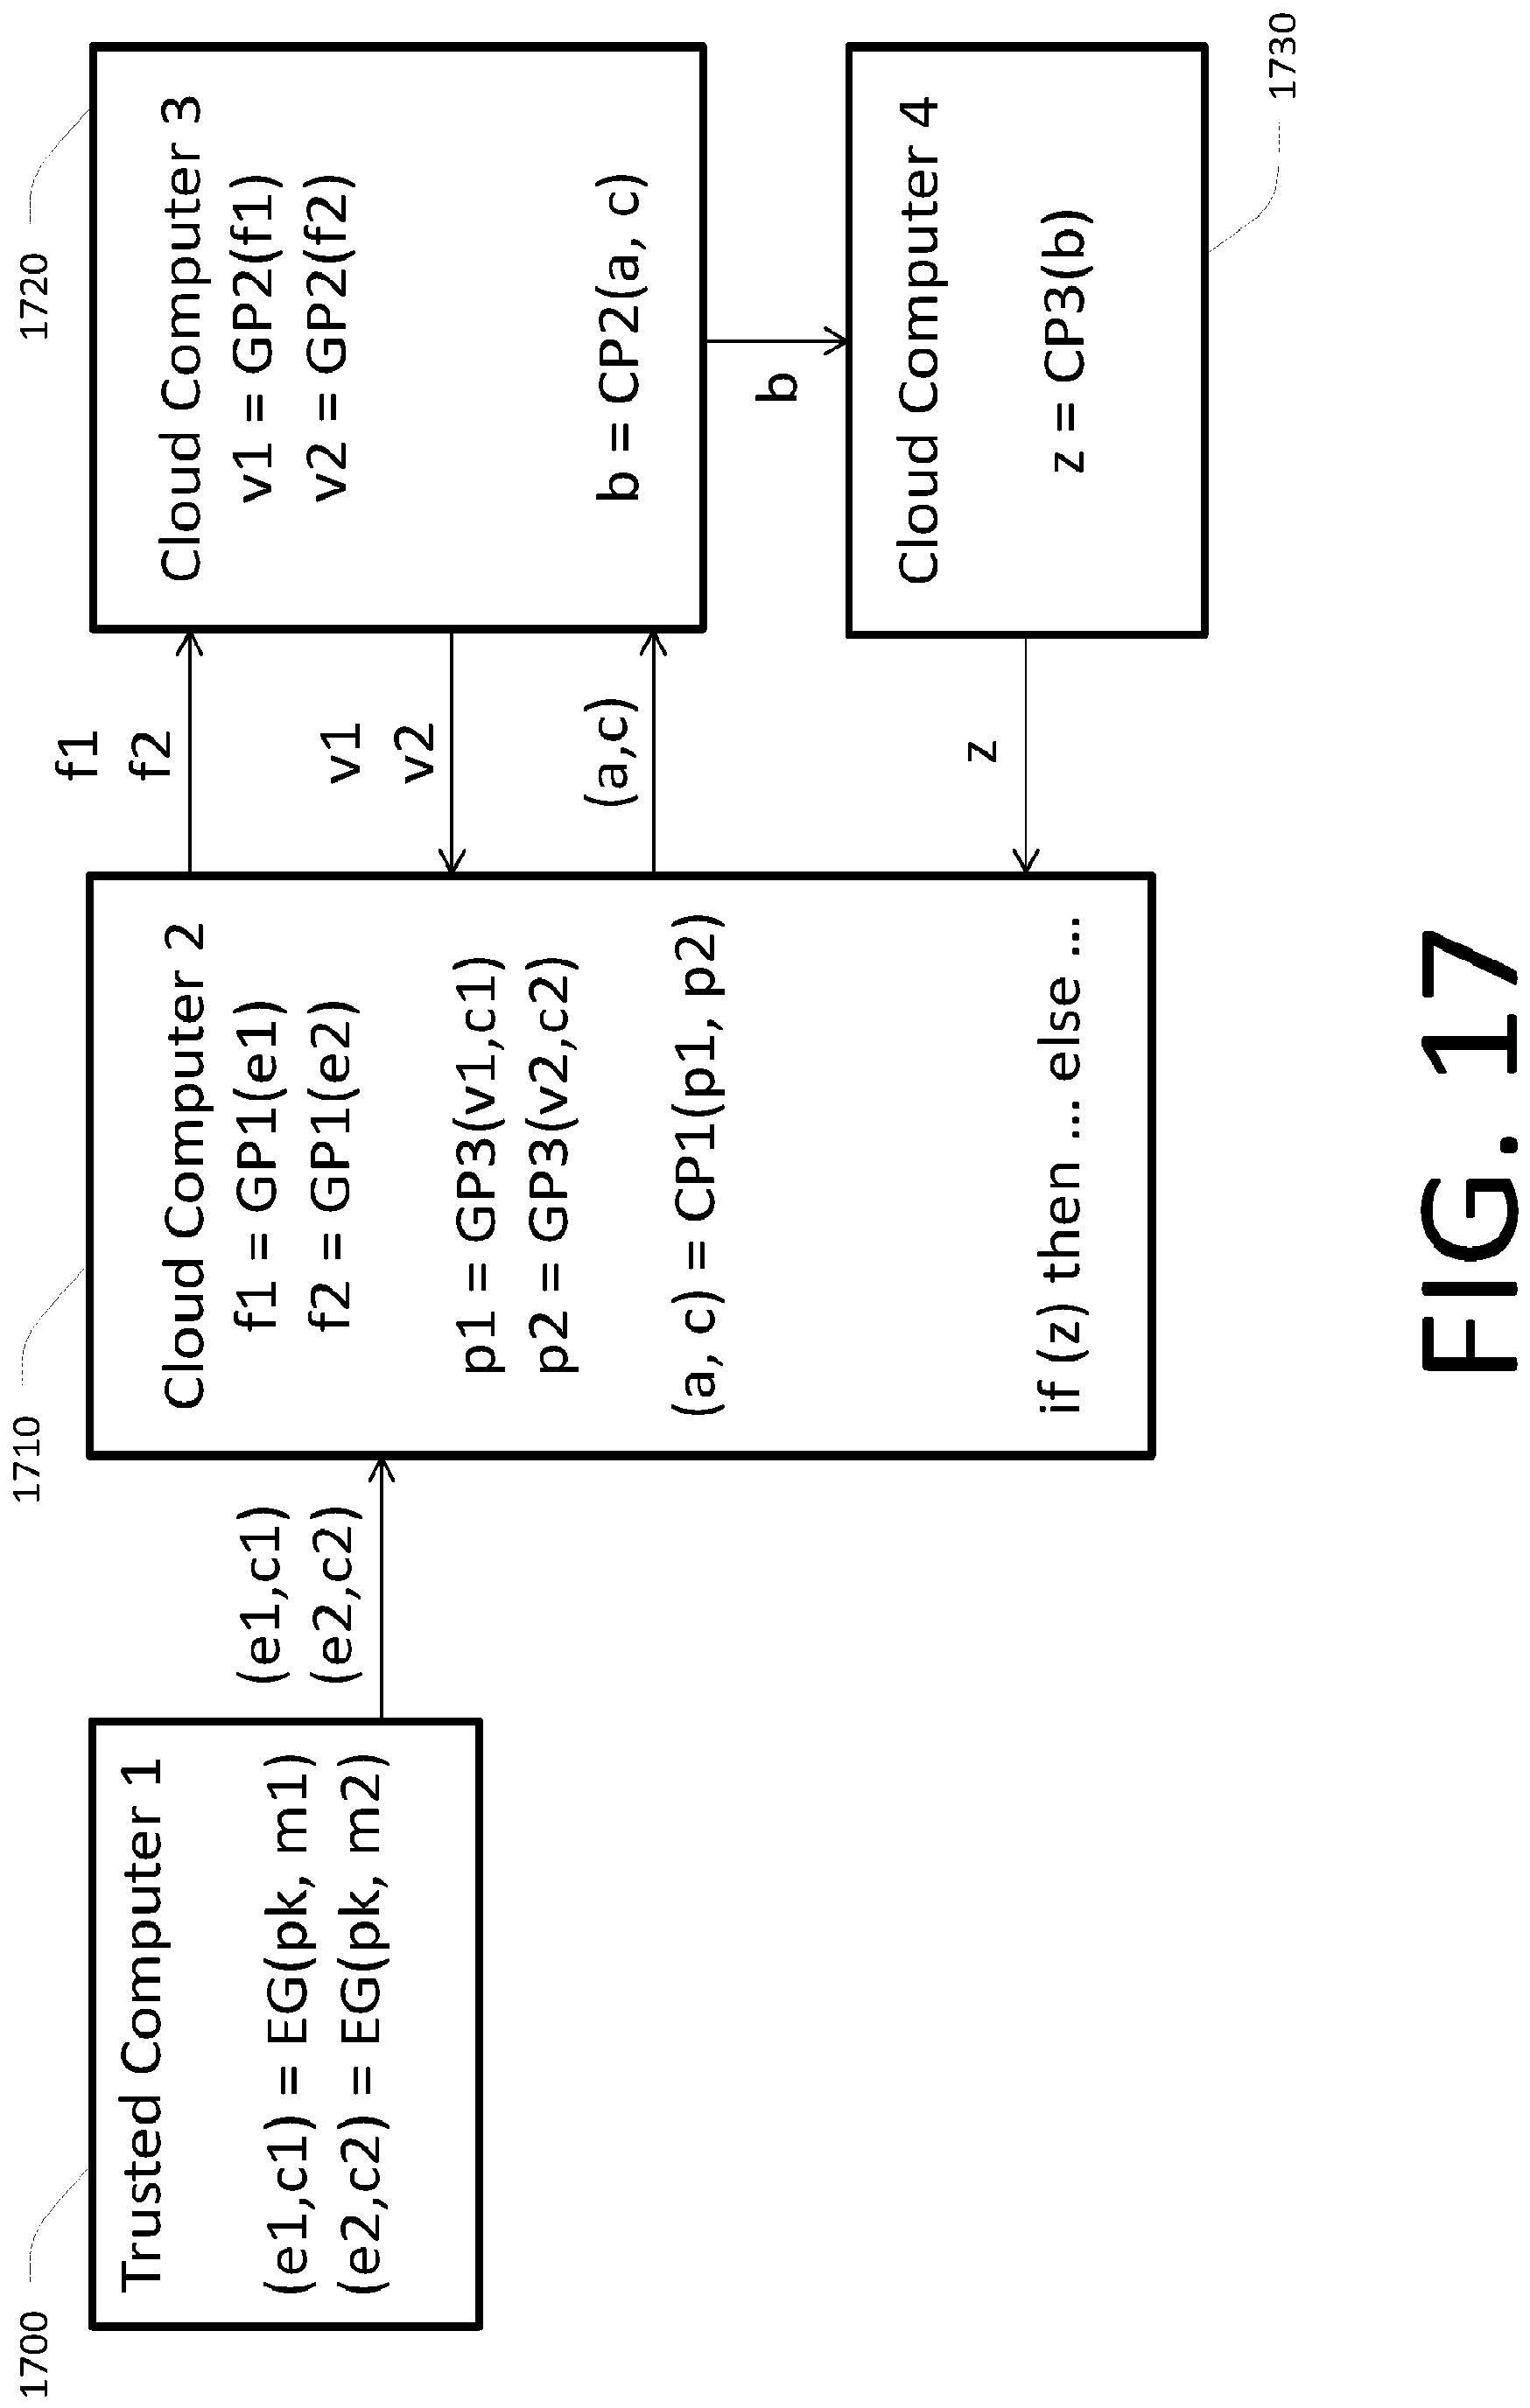 1700
Trusted Computer 1
(e1,c1) = EG(pk, m1)
(e2,c2) = EG(pk, m2)
(e1,c1)
(e2,c2)
1710
Cloud Computer 2
f1 = GP1(e1)
f2 = GP1(e2)
p1 = GP3(v1,c1)
p2 = GP3(v2,c2)
(a, c) = CP1(p1, p2)
if (z) then ... else ...
f1
f2
v1
v2
(a,c)
z
1720
Cloud Computer 3
v1 = GP2(f1)
v2 = GP2(f2)
b = CP2(a, c)
b
Cloud Computer 4
z = CP3(b)
1730
FIG. 17